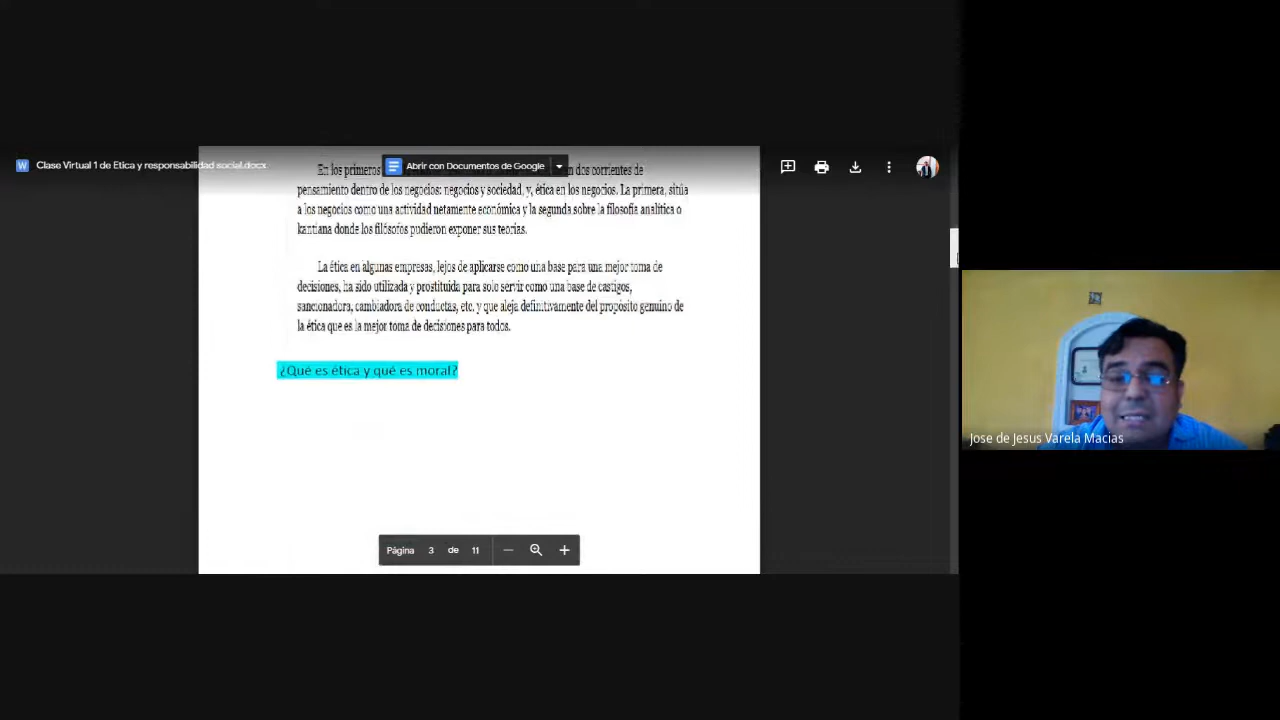 Clase Virtual 1 de Etica y responsabilidad social.docx
Abrir con Documentos de Google
En los primeros
n dos corrientes de
pensamiento dentro de los negocios: negocios y sociedad, y, ética en los negocios. La primera, sitúa
a los negocios como una actividad netamente económica y la segunda sobre la filosofía analítica o
kantiana donde los filósofos pudieron exponer sus teorías.
La ética en algunas empresas, lejos de aplicarse como una base para una mejor toma de
decisiones, ha sido utilizada y prostituida para solo servir como una base de castigos,
sancionadora, cambiadora de conductas, etc. y que aleja definitivamente del propósito genuino de
la ética que es la mejor toma de decisiones para todos.
¿Qué es ética y qué es moral?
Jose de Jesus Varela Macias
Página 3 de 11